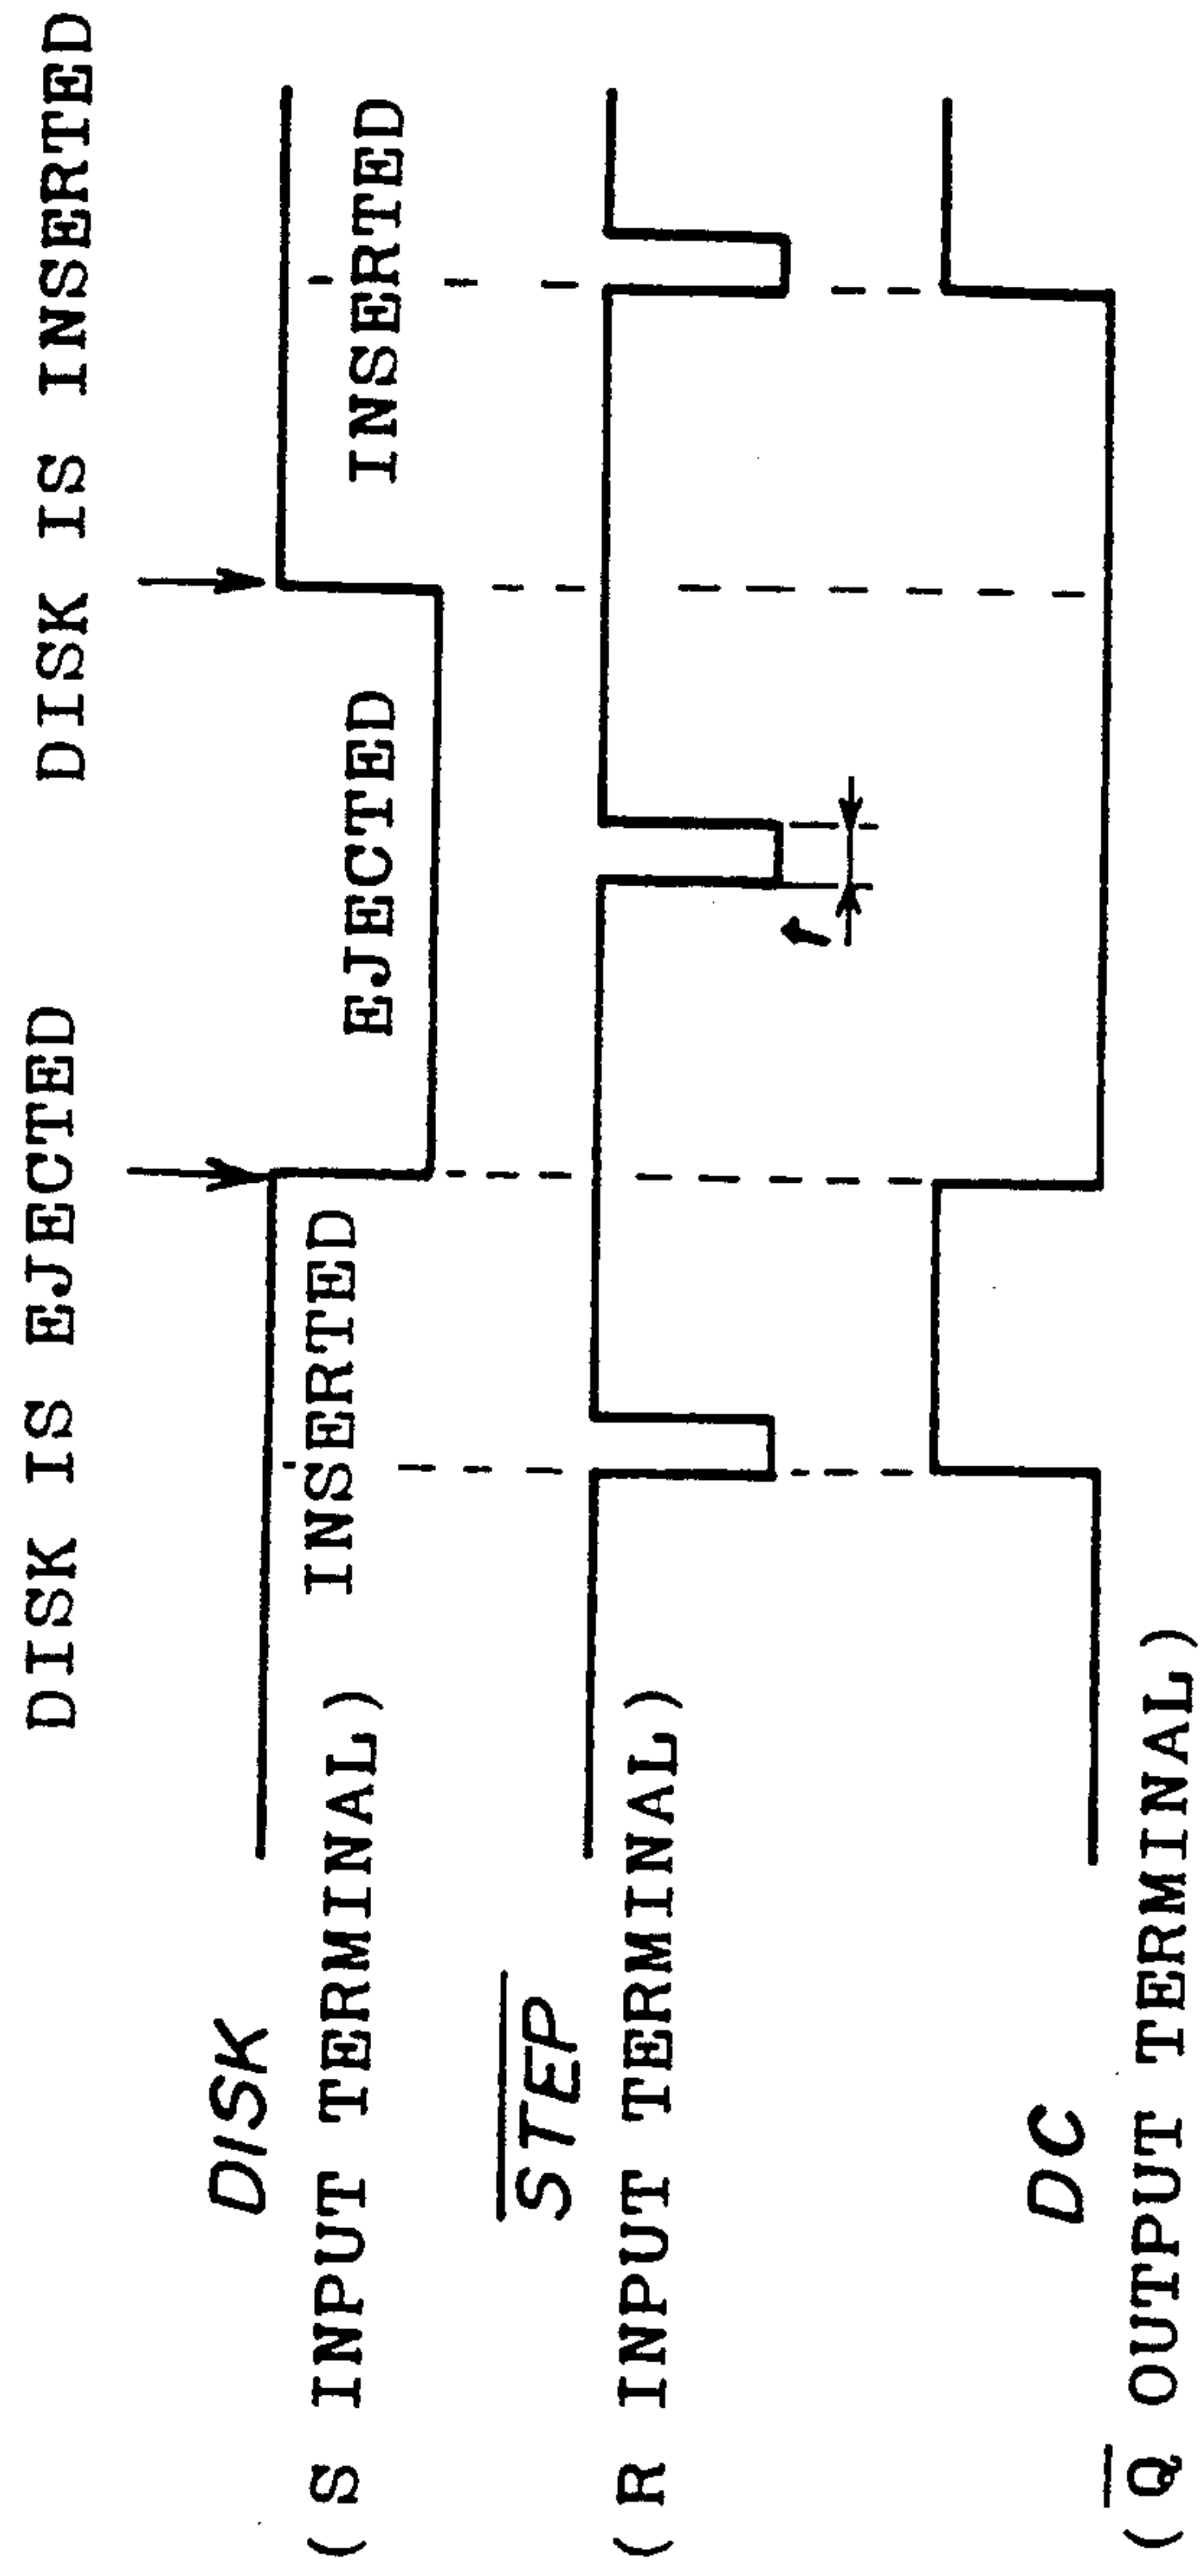 DISK IS EJECTED
DISK IS INSERTED
DISK
( S INPUT TERMINAL )
INSERTED
EJECTED
INSERTED
STEP
( R INPUT TERMINAL )
t
DC
( Q̅ OUTPUT TERMINAL )